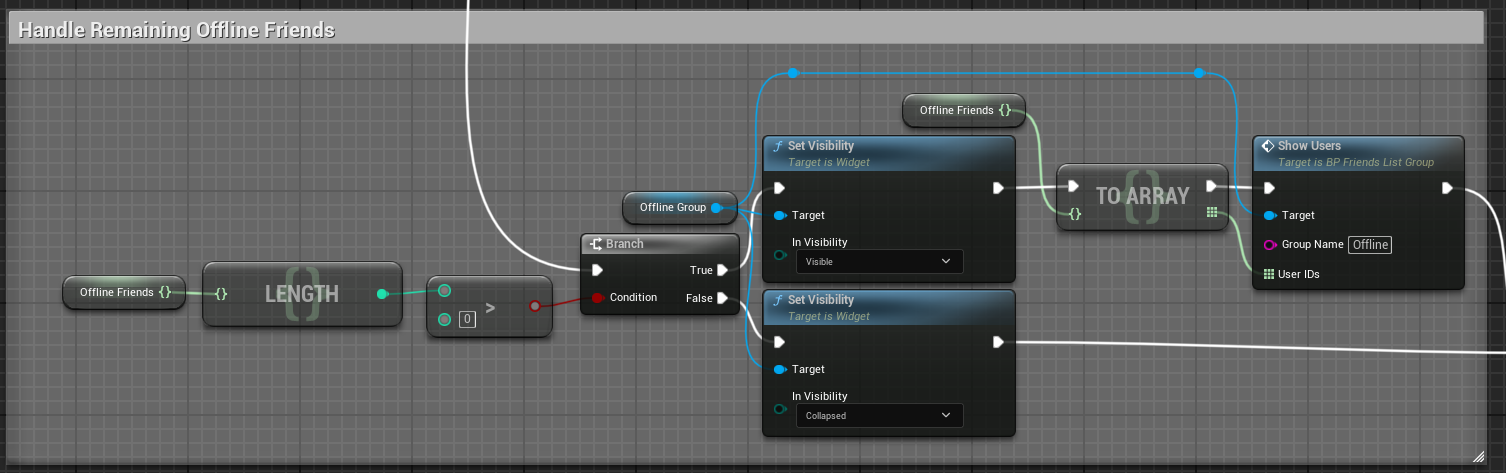 Handle Remaining Offline Friends
Offline Friends {}
Set Visibility
Target is Widget
Show Users
Target is BP Friends List Group
TO ARRAY
{}
Offline Group
Target
Target
In Visibility
Visible
Group Name Offline
User IDs
Branch
True
Condition
False
Offline Friends {}
{} LENGTH
>
0
Set Visibility
Target is Widget
Target
In Visibility
Collapsed